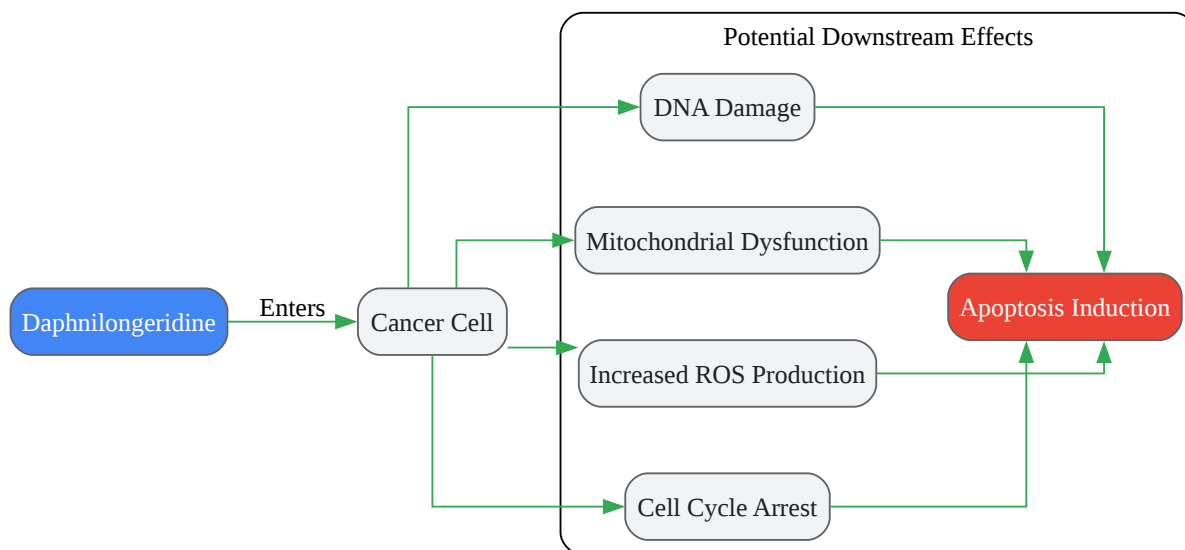 Potential Downstream Effects
DNA Damage
Mitochondrial Dysfunction
Daphnilongeridine
Enters
Cancer Cell
Apoptosis Induction
Increased ROS Production
Cell Cycle Arrest